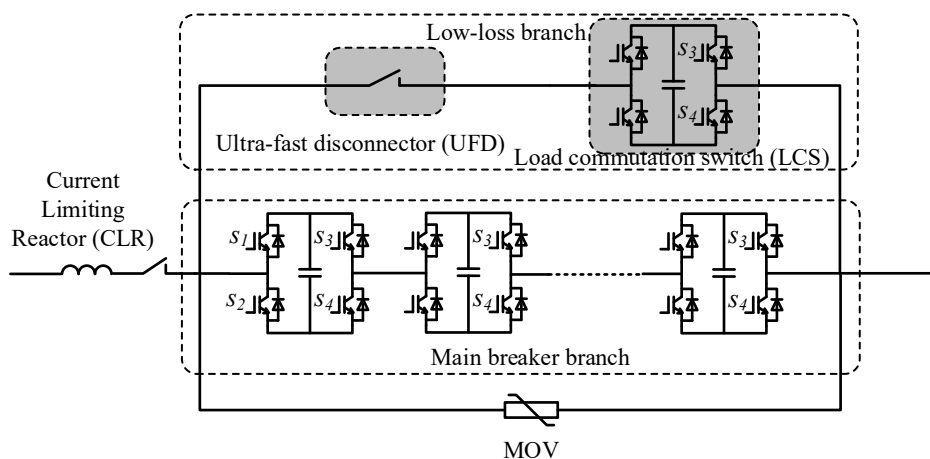 Low-loss branch
S3
S4
Ultra-fast disconnector (UFD)
Load commutation switch (LCS)
Current
Limiting
Reactor (CLR)
S1
S3
S3
S3
S2
S4
S4
S4
Main breaker branch
MOV